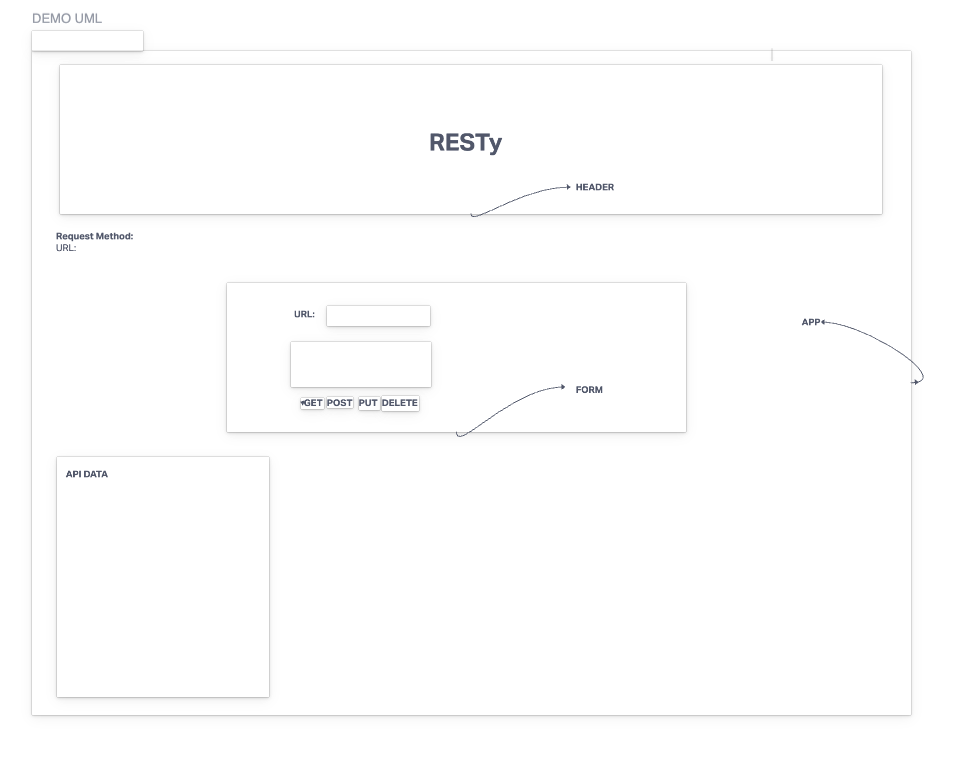 DEMO UML
RESTy
HEADER
Request Method:
URL:
URL:
APP
FORM
GET POST PUT DELETE
API DATA